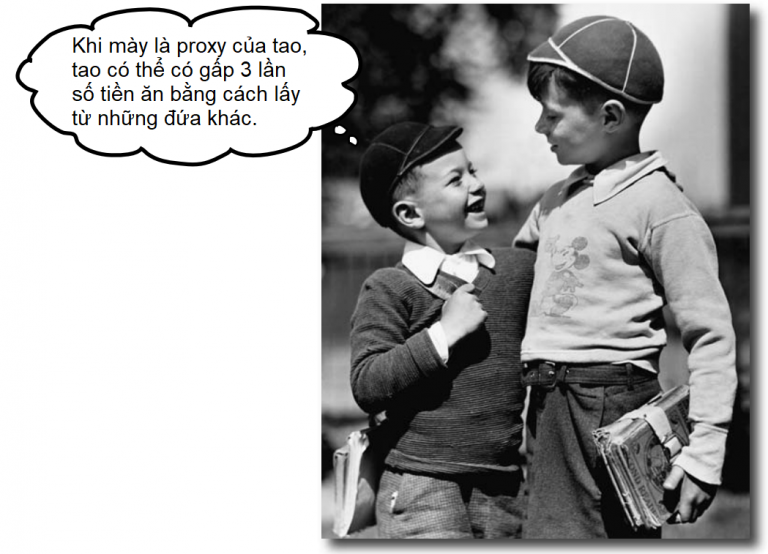 Khi mày là proxy của tao,
tao có thể có gấp 3 lần
số tiền ăn bằng cách lấy
từ những đứa khác.